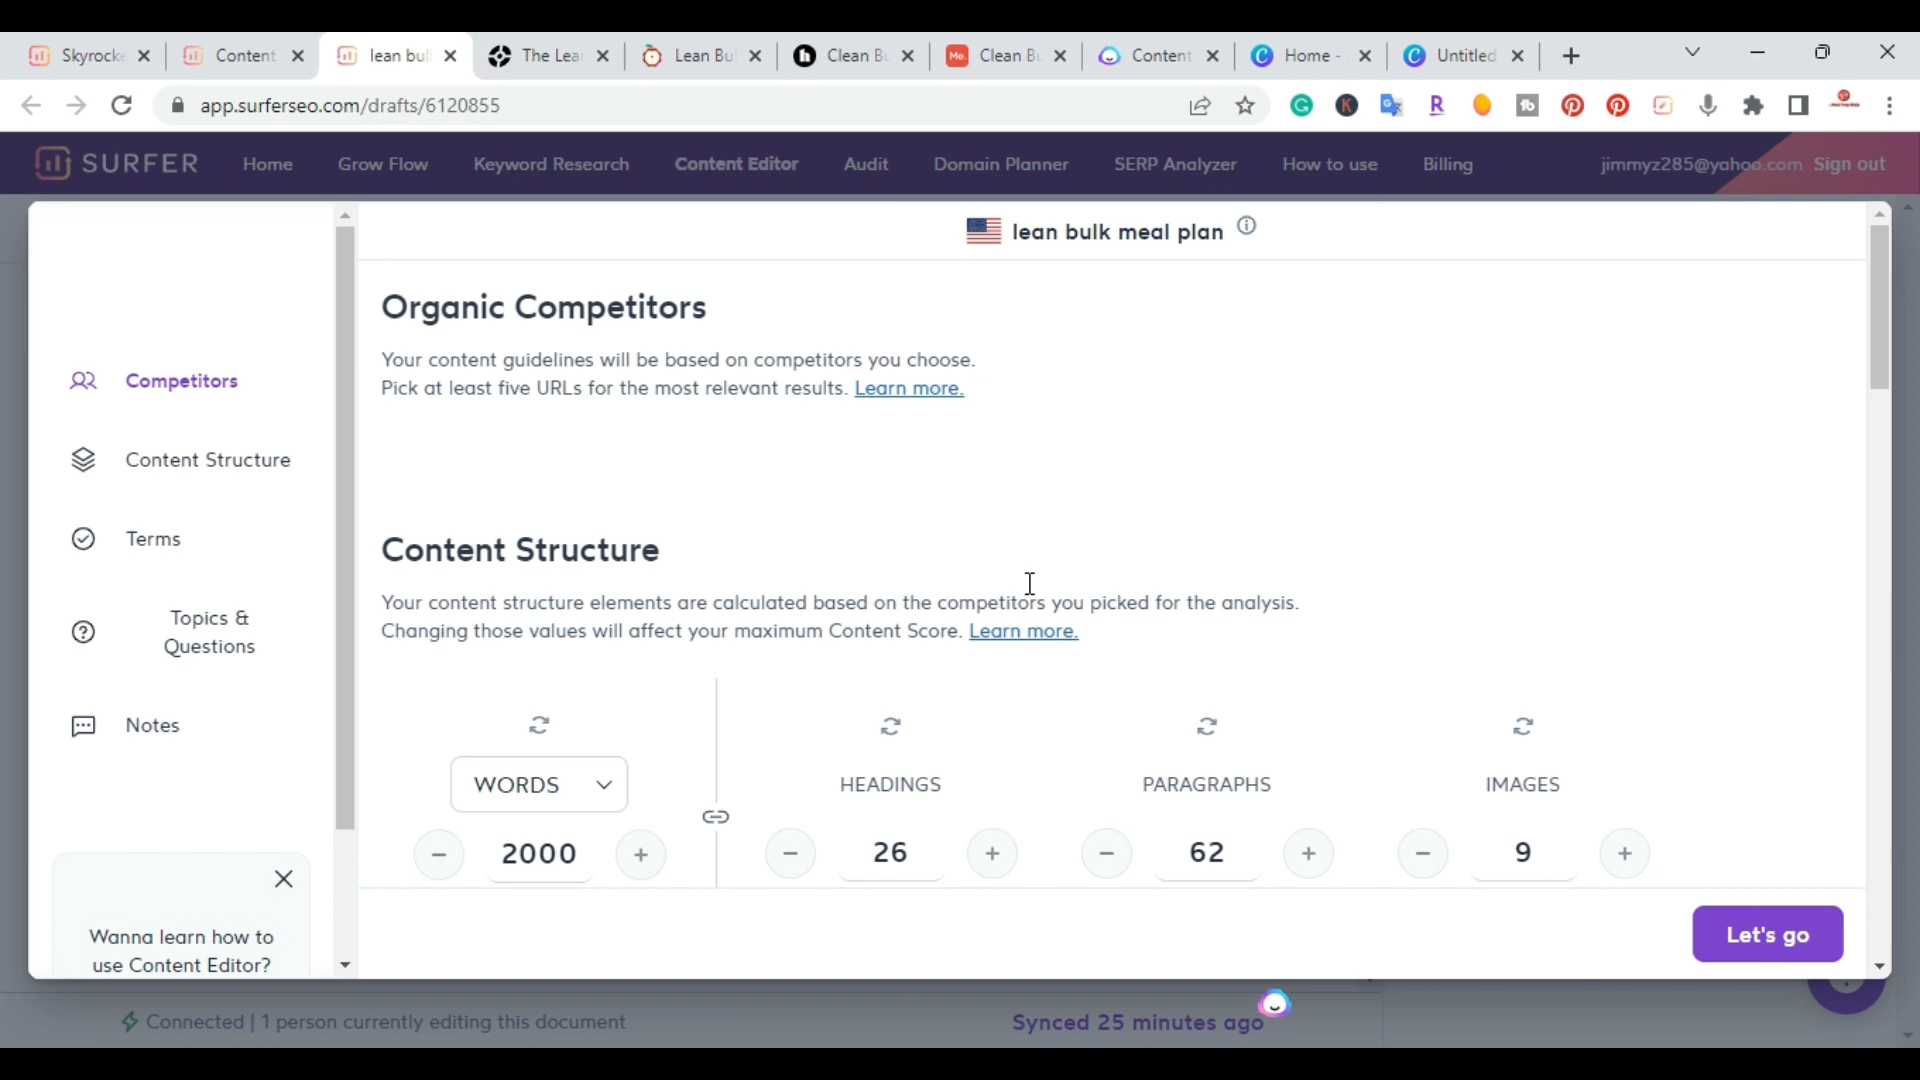 Skyrocke
Content
lean bul
The Lea
Lean Bu
Clean B
Clean B
Content
Home -
Untitled
app.surferseo.com/drafts/6120855
SURFER
Home
Grow Flow
Keyword Research
Content Editor
Audit
Domain Planner
SERP Analyzer
How to use
Billing
jimmyz285@yahoo.com
Sign out
lean bulk meal plan
Competitors
Content Structure
Terms
Topics &
Questions
Notes
Wanna learn how to
use Content Editor?
Organic Competitors
Your content guidelines will be based on competitors you choose.
Pick at least five URLs for the most relevant results. Learn more.
Content Structure
Your content structure elements are calculated based on the competitors you picked for the analysis.
Changing those values will affect your maximum Content Score. Learn more.
WORDS
HEADINGS
PARAGRAPHS
IMAGES
− 2000 +
− 26 +
− 62 +
− 9 +
Let's go
Connected | 1 person currently editing this document
Synced 25 minutes ago